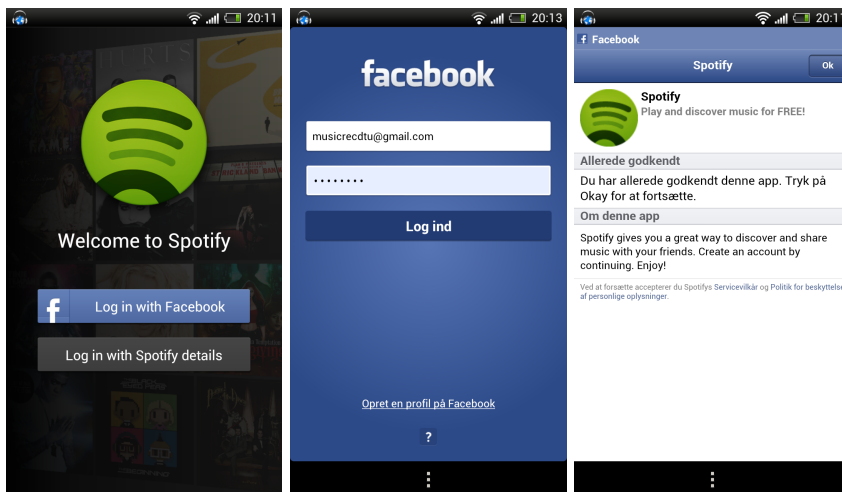 20:11
HERTS
FAME
Welcome to Spotify
f
Log in with Facebook
Log in with Spotify details
20:13
facebook
musicrecdtu@gmail.com
••••••••
Log ind
Opret en profil på Facebook
?
20:1
f Facebook
Spotify
Ok
Spotify
Play and discover music for FREE!
Allerede godkendt
Du har allerede godkendt denne app. Tryk på
Okay for at fortsætte.
Om denne app
Spotify gives you a great way to discover and share
music with your friends. Create an account by
continuing. Enjoy!
Ved at forsætte accepterer du Spotifys Servicevilkår og Politik for beskyttelse
af personlige oplysninger.